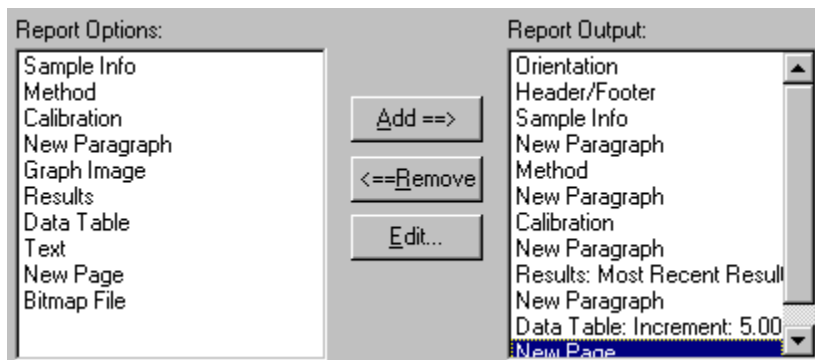 Report Options:
Sample Info
Method
Calibration
New Paragraph
Graph Image
Results
Data Table
Text
New Page
Bitmap File
Add ==>
<==Remove
Edit...
Report Output:
Orientation
Header/Footer
Sample Info
New Paragraph
Method
New Paragraph
Calibration
New Paragraph
Results: Most Recent Resul
New Paragraph
Data Table: Increment: 5.00
New Page